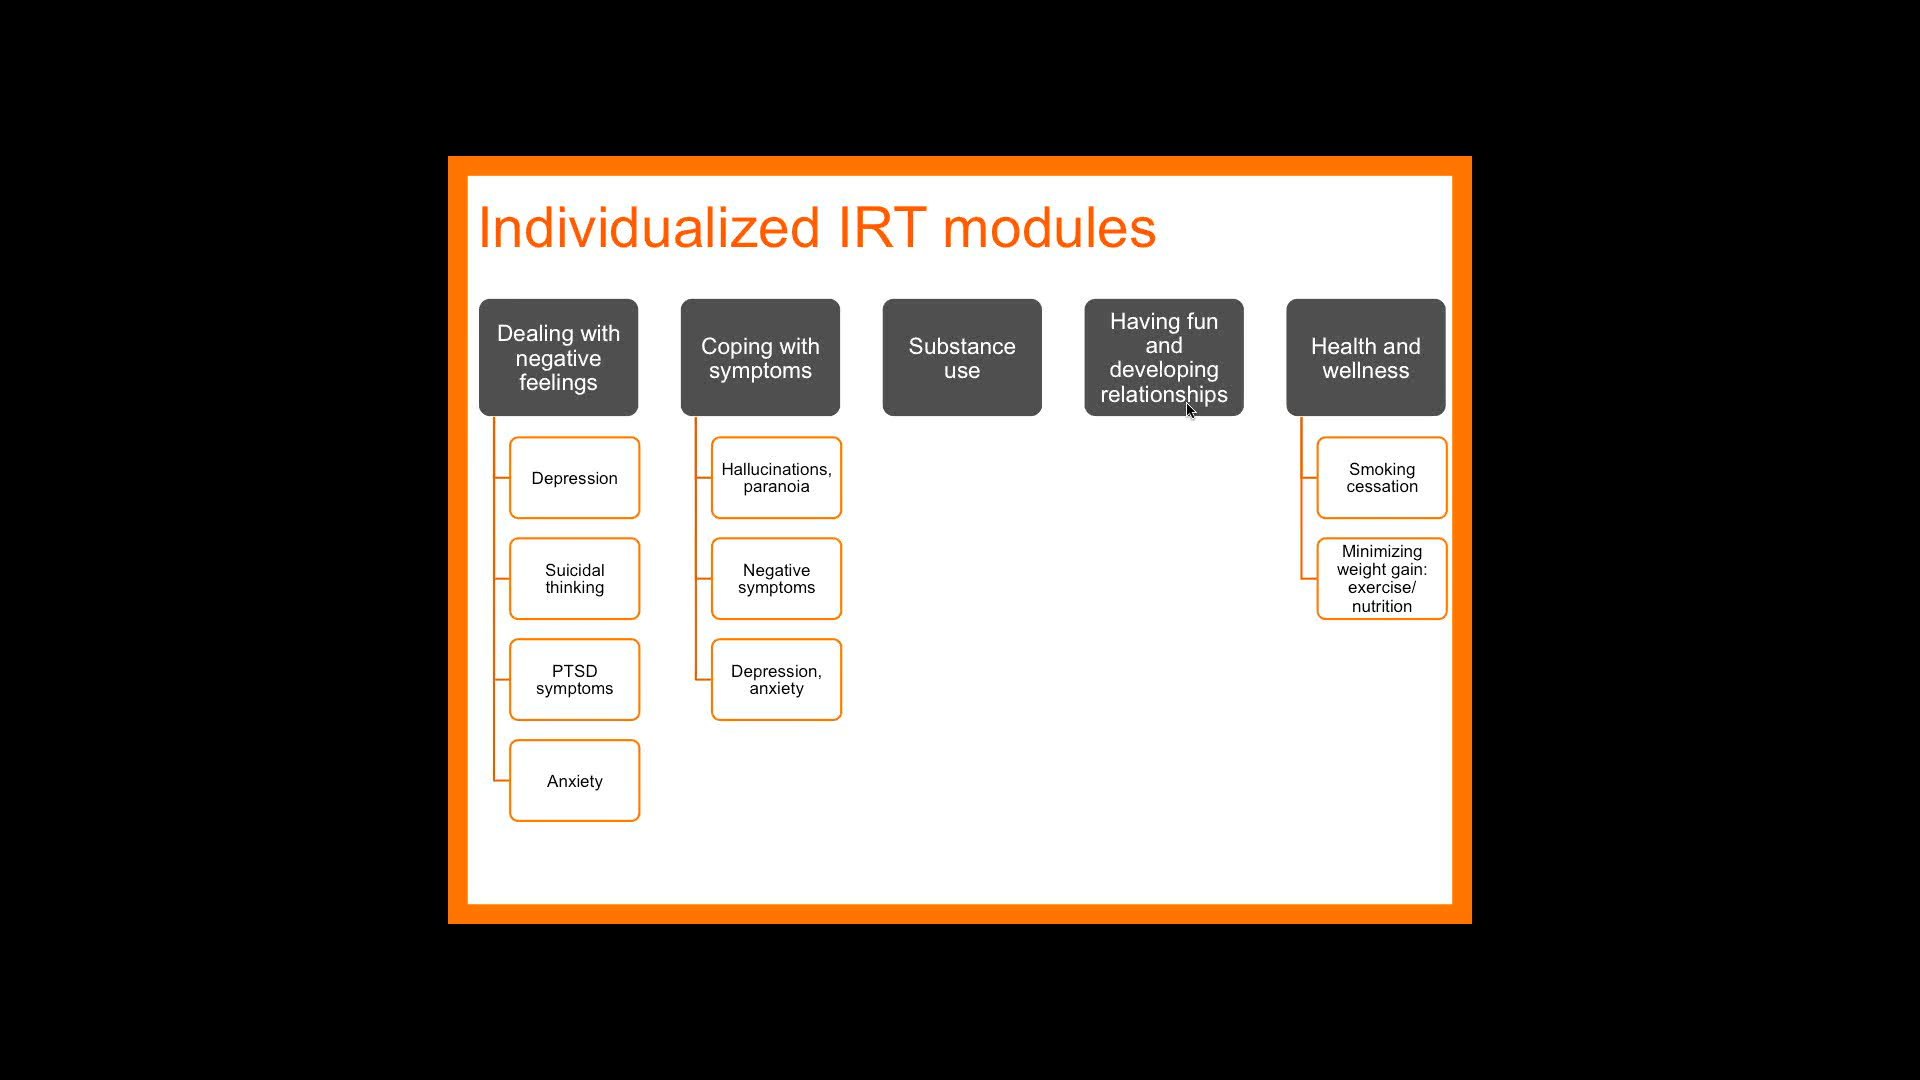 Individualized IRT modules
Dealing with
negative
feelings
Depression
Suicidal
thinking
PTSD
symptoms
Anxiety
Coping with
symptoms
Hallucinations,
paranoia
Negative
symptoms
Depression,
anxiety
Substance
use
Having fun
and
developing
relationships
Health and
wellness
Smoking
cessation
Minimizing
weight gain:
exercise/
nutrition